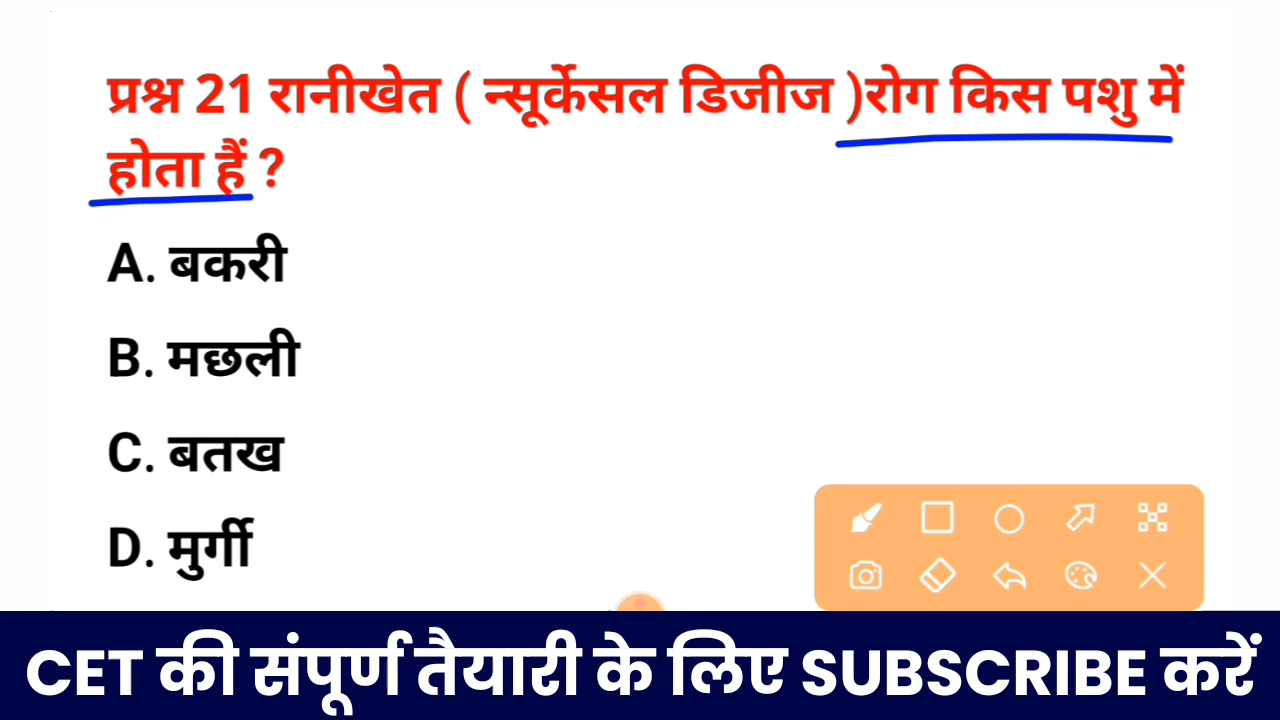 प्रश्न 21 रानीखेत ( न्सूर्केसल डिजीज )रोग किस पशु में
होता हैं ?
A. बकरी
B. मछली
C. बतख
D. मुर्गी
CET की संपूर्ण तैयारी के लिए SUBSCRIBE करें